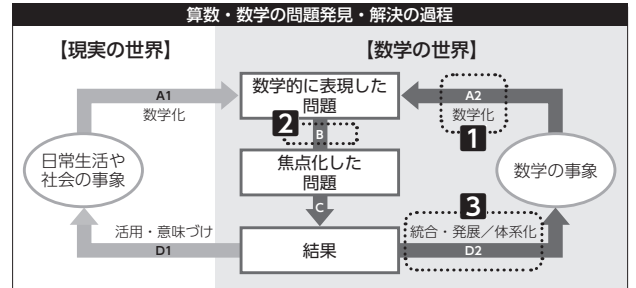 算数・数学の問題発見・解決の過程
【現実の世界】
【数学の世界】
A1
数学化
数学的に表現した
問題
A2
数学化
1
2
B
日常生活や
社会の事象
焦点化した
問題
数学の事象
C
3
活用・意味づけ
D1
結果
統合・発展/体系化
D2